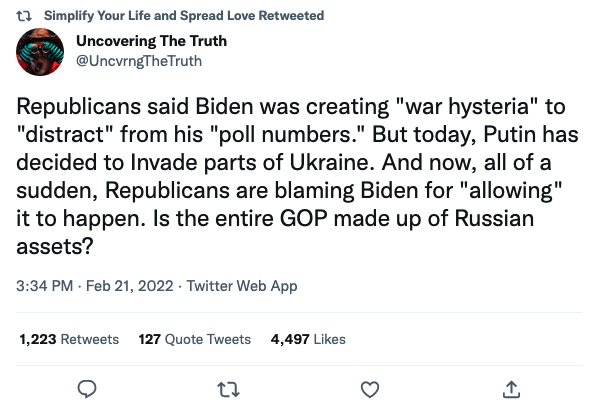 Simplify Your Life and Spread Love Retweeted
Uncovering The Truth
@UncvrngTheTruth
Republicans said Biden was creating "war hysteria" to
"distract" from his "poll numbers." But today, Putin has
decided to Invade parts of Ukraine. And now, all of a
sudden, Republicans are blaming Biden for "allowing"
it to happen. Is the entire GOP made up of Russian
assets?
3:34 PM · Feb 21, 2022 · Twitter Web App
1,223 Retweets 127 Quote Tweets 4,497 Likes